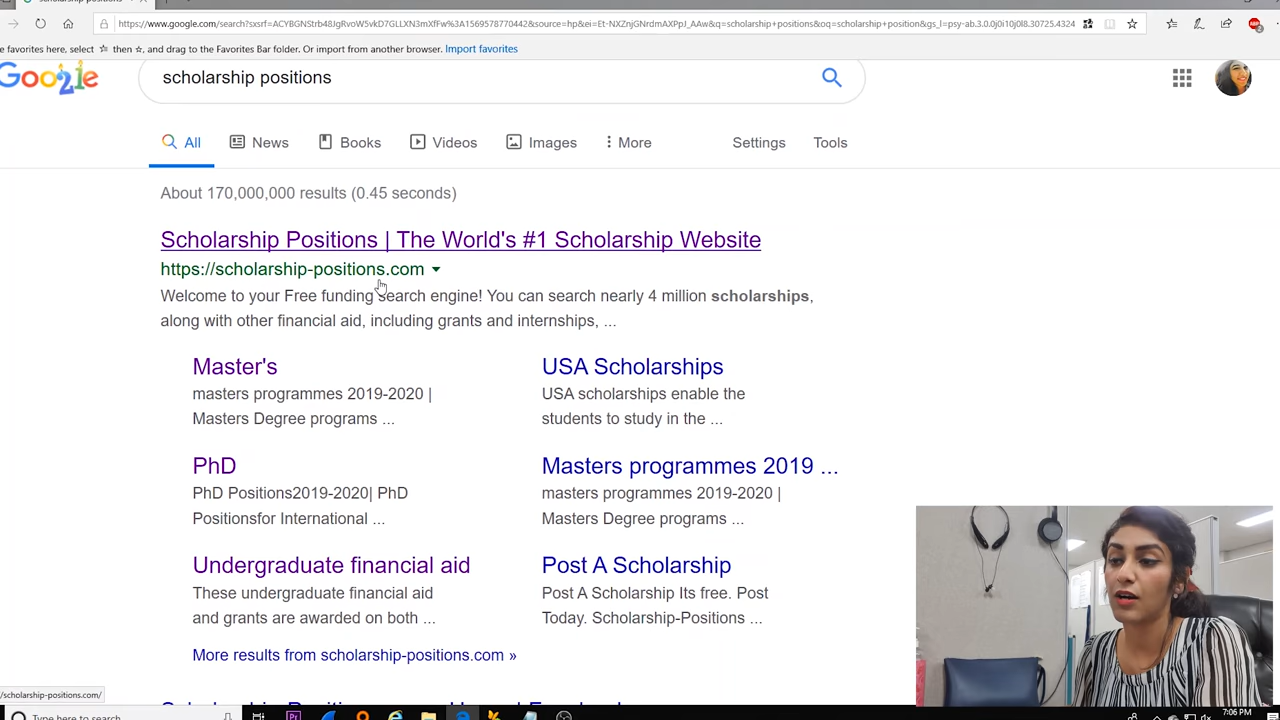 scholarship positions
https://www.google.com/search?sxsrf=ACYBGNStrb48JgRvoW5vkD7GLLXN3mXfFw%3A1569578770442&source=hp&ei=Et-NXZnjGNrdmAXPpJ_AAw&q=scholarship+positions&oq=scholarship+position&gs_l=psy-ab.3.0.0j0i10j0l8.30725.4324
e favorites here, select ☆ then ☆, and drag to the Favorites Bar folder. Or import from another browser. Import favorites
scholarship positions
All News Books Videos Images More Settings Tools
About 170,000,000 results (0.45 seconds)
Scholarship Positions | The World's #1 Scholarship Website
https://scholarship-positions.com
Welcome to your Free funding search engine! You can search nearly 4 million scholarships,
along with other financial aid, including grants and internships, ...
Master's
masters programmes 2019-2020 |
Masters Degree programs ...
USA Scholarships
USA scholarships enable the
students to study in the ...
PhD
PhD Positions2019-2020| PhD
Positionsfor International ...
Masters programmes 2019 ...
masters programmes 2019-2020 |
Masters Degree programs ...
Undergraduate financial aid
These undergraduate financial aid
and grants are awarded on both ...
Post A Scholarship
Post A Scholarship Its free. Post
Today. Scholarship-Positions ...
More results from scholarship-positions.com »
/scholarship-positions.com/
Type here to search
7:06 PM